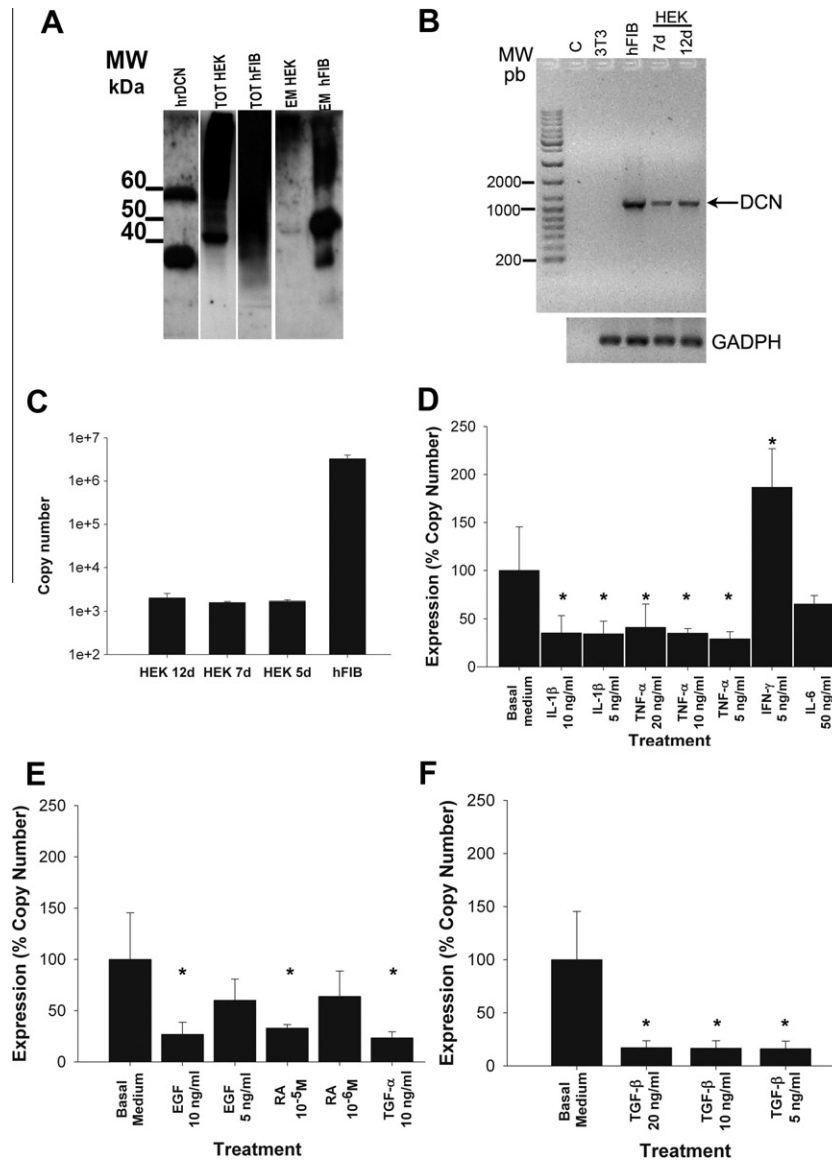 A
MW
kDa
hrDCN
TOT HEK
TOT hFIB
EM HEK
EM hFIB
60
50
40
B
MW
pb
C
3T3
hFIB
HEK
7d
12d
2000
1000
200
DCN
GADPH
C
Copy number
1e+7
1e+6
1e+5
1e+4
1e+3
1e+2
HEK 12d
HEK 7d
HEK 5d
hFIB
D
Expression (% Copy Number)
250
200
150
100
50
0
* * * * * *
Basal
medium
IL-1β
10 ng/ml
IL-1β
5 ng/ml
TNF-α
20 ng/ml
TNF-α
10 ng/ml
TNF-α
5 ng/ml
IFN-γ
5 ng/ml
IL-6
50 ng/ml
Treatment
E
Expression (% Copy Number)
250
200
150
100
50
0
* * *
Basal
Medium
EGF
10 ng/ml
EGF
5 ng/ml
RA
10⁻⁵M
RA
10⁻⁶M
TGF-α
10 ng/ml
Treatment
F
Expression (% Copy Number)
250
200
150
100
50
0
* * *
Basal
Medium
TGF-β
20 ng/ml
TGF-β
10 ng/ml
TGF-β
5 ng/ml
Treatment